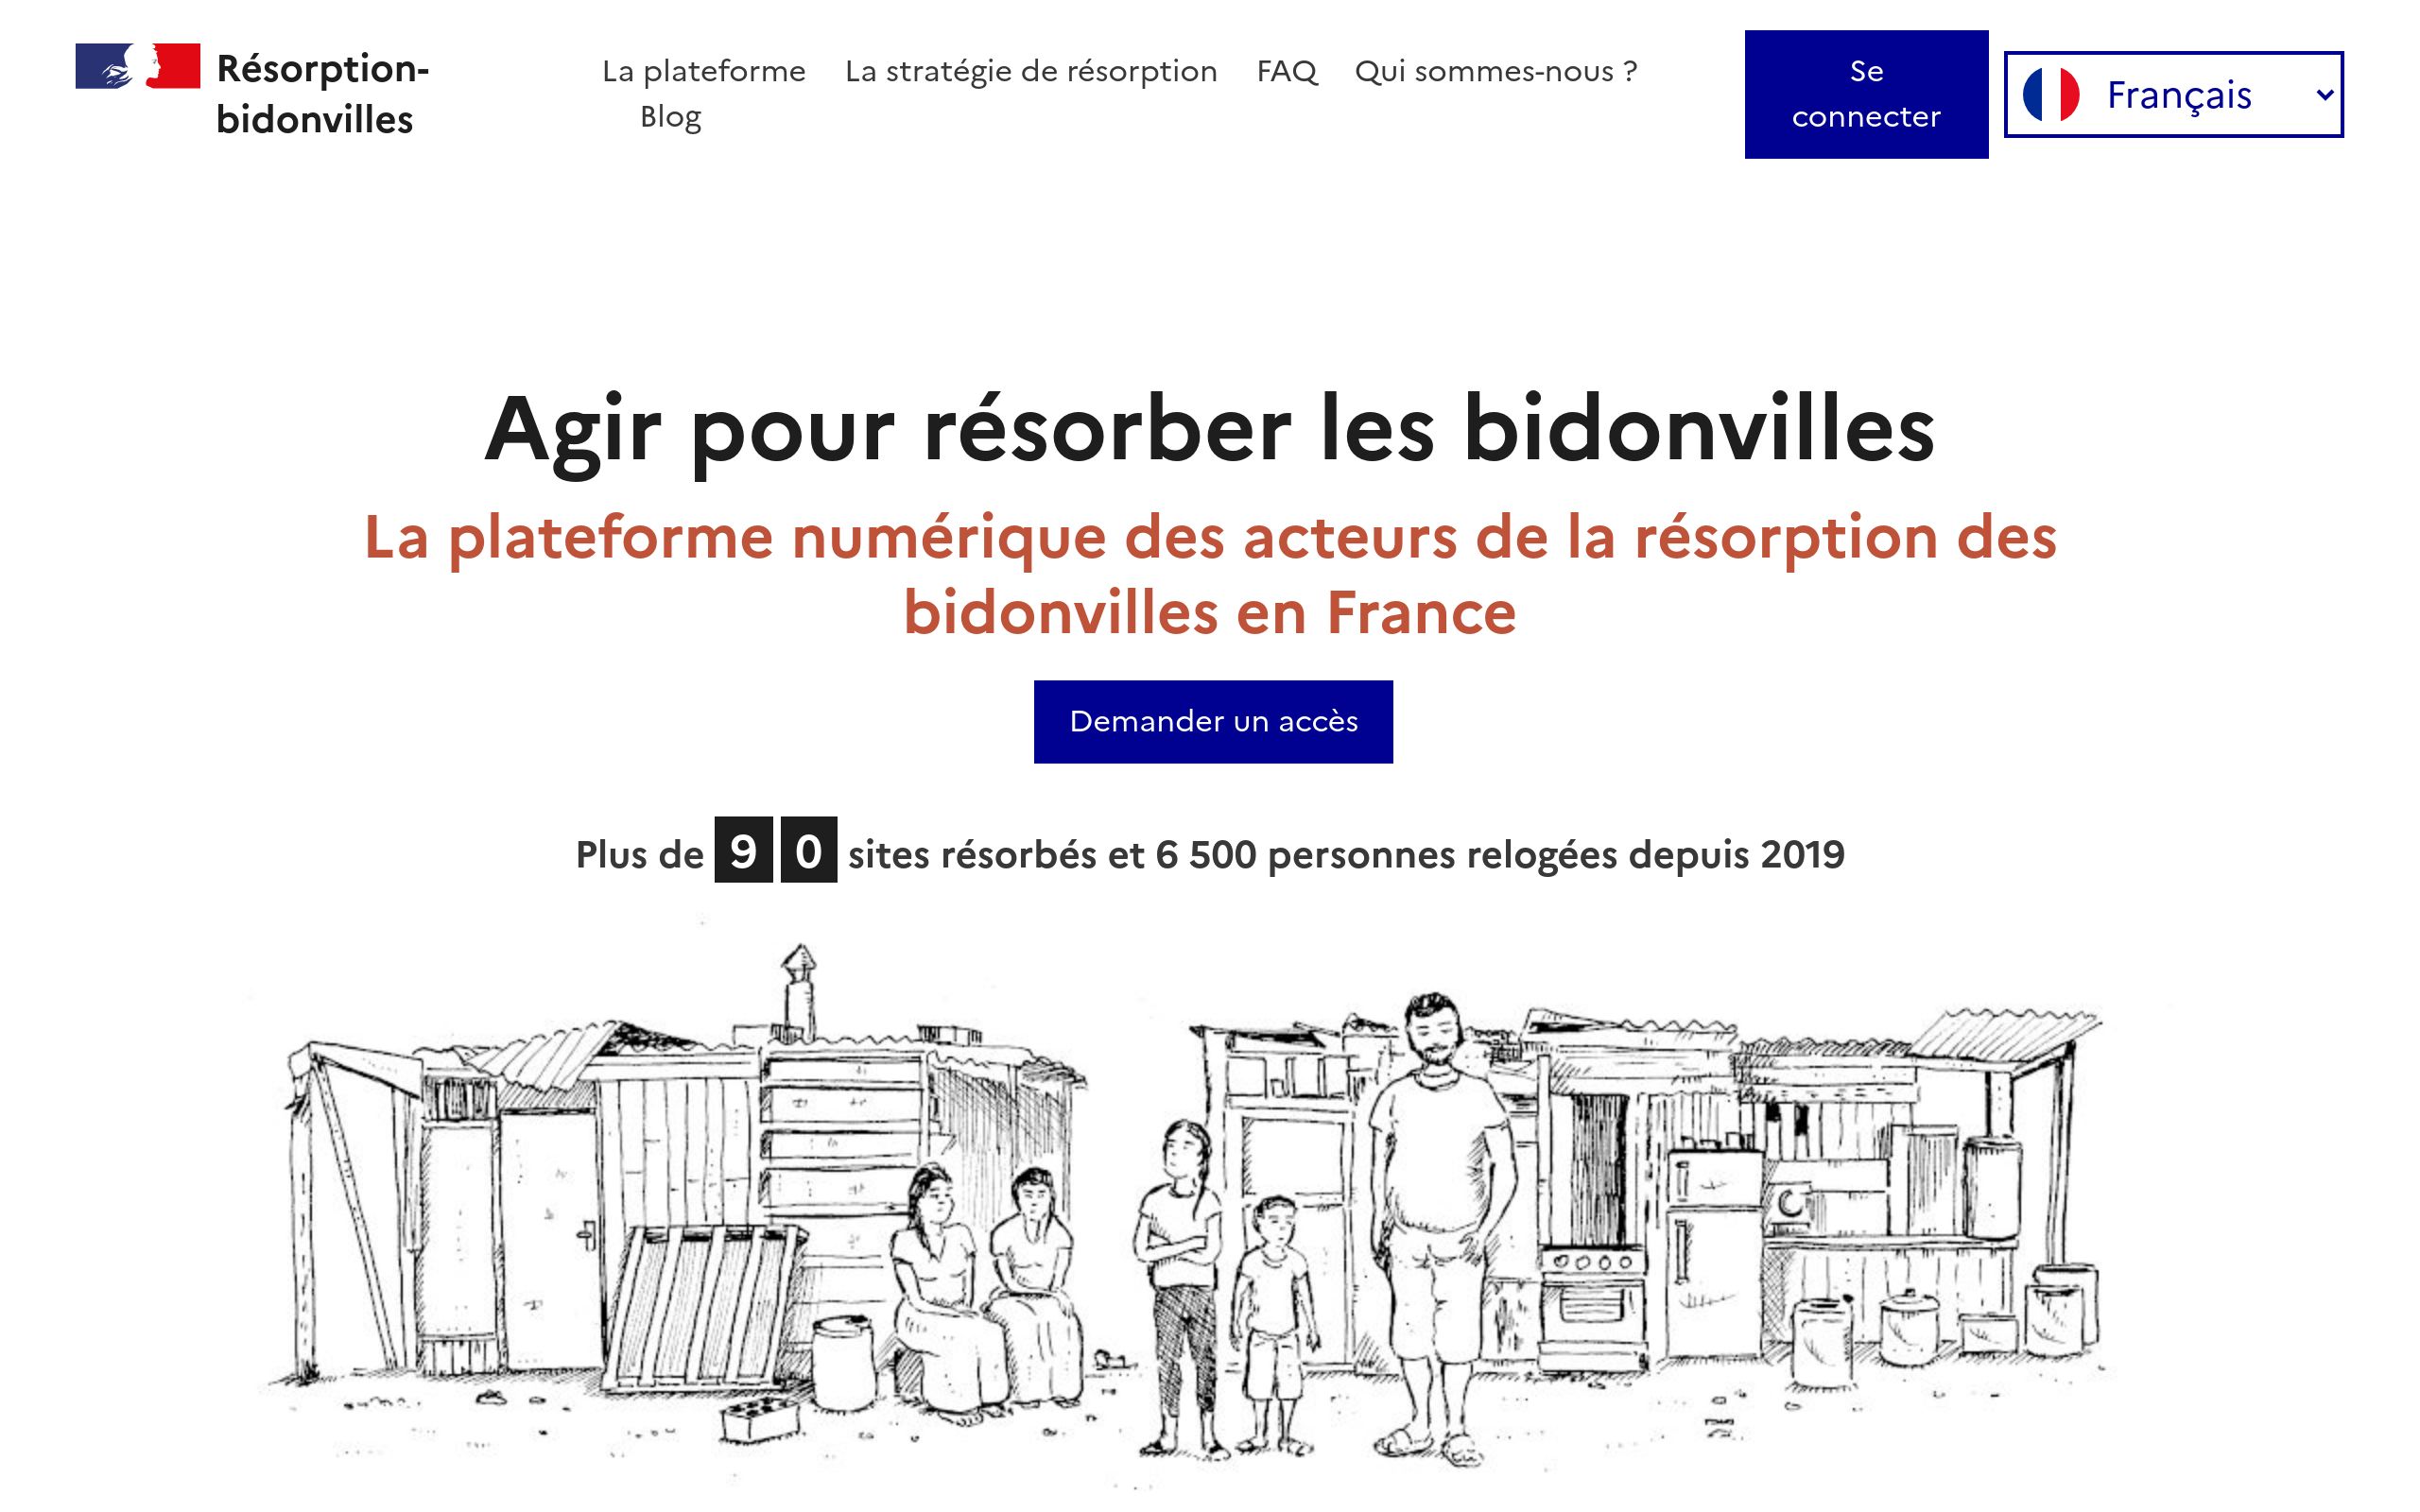 Résorption-
bidonvilles
La plateforme
La stratégie de résorption
FAQ
Qui sommes-nous ?
Blog
Se
connecter
Français
Agir pour résorber les bidonvilles
La plateforme numérique des acteurs de la résorption des
bidonvilles en France
Demander un accès
Plus de 9 0 sites résorbés et 6 500 personnes relogées depuis 2019